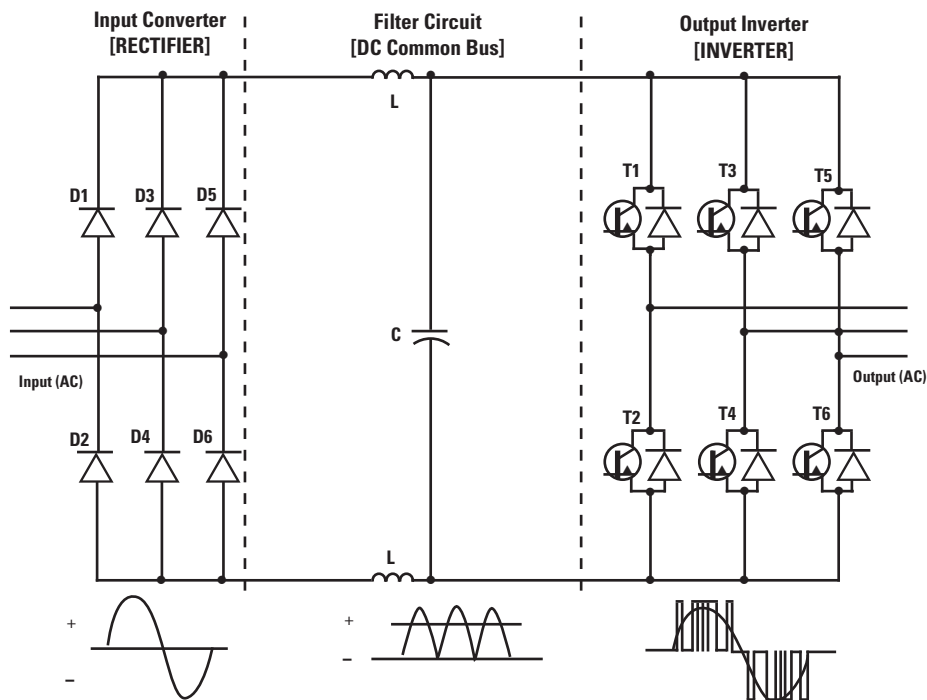 Input Converter
[RECTIFIER]
Filter Circuit
[DC Common Bus]
Output Inverter
[INVERTER]
L
D1
D3
D5
T1
T3
T5
C
Input (AC)
Output (AC)
D2
D4
D6
T2
T4
T6
L
+
–
+
–